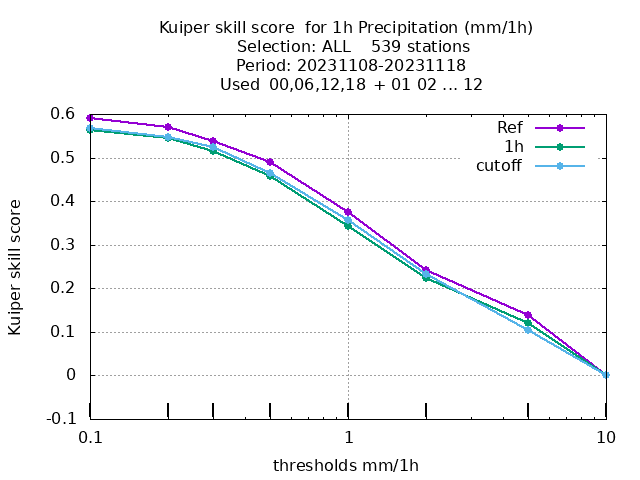 Kuiper skill score  for 1h Precipitation (mm/1h)
Selection: ALL    539 stations
Period: 20231108-20231118
Used  00,06,12,18  + 01 02 ... 12
Ref
1h
cutoff
0.6
0.5
0.4
0.3
0.2
0.1
0
-0.1
Kuiper skill score
0.1
1
10
thresholds mm/1h